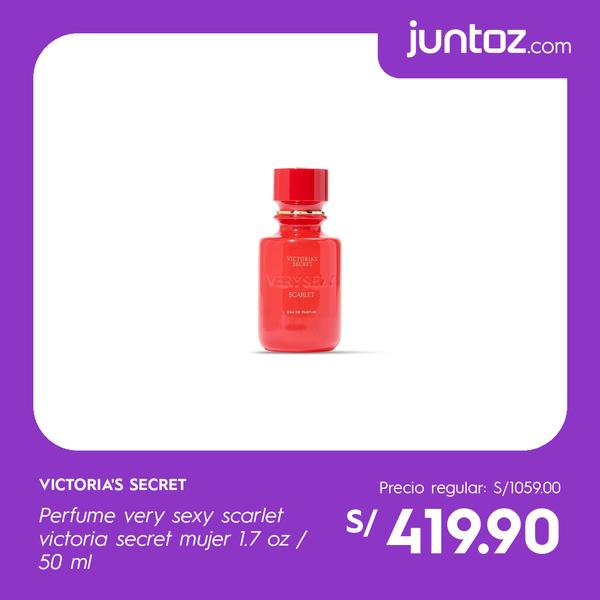 juntoz.com
VICTORIA'S
SECRET
VERY SEXY
SCARLET
EAU DE PARFUM
VICTORIA'S SECRET
Perfume very sexy scarlet
victoria secret mujer 1.7 oz /
50 ml
Precio regular: S/1059.00
S/ 419.90